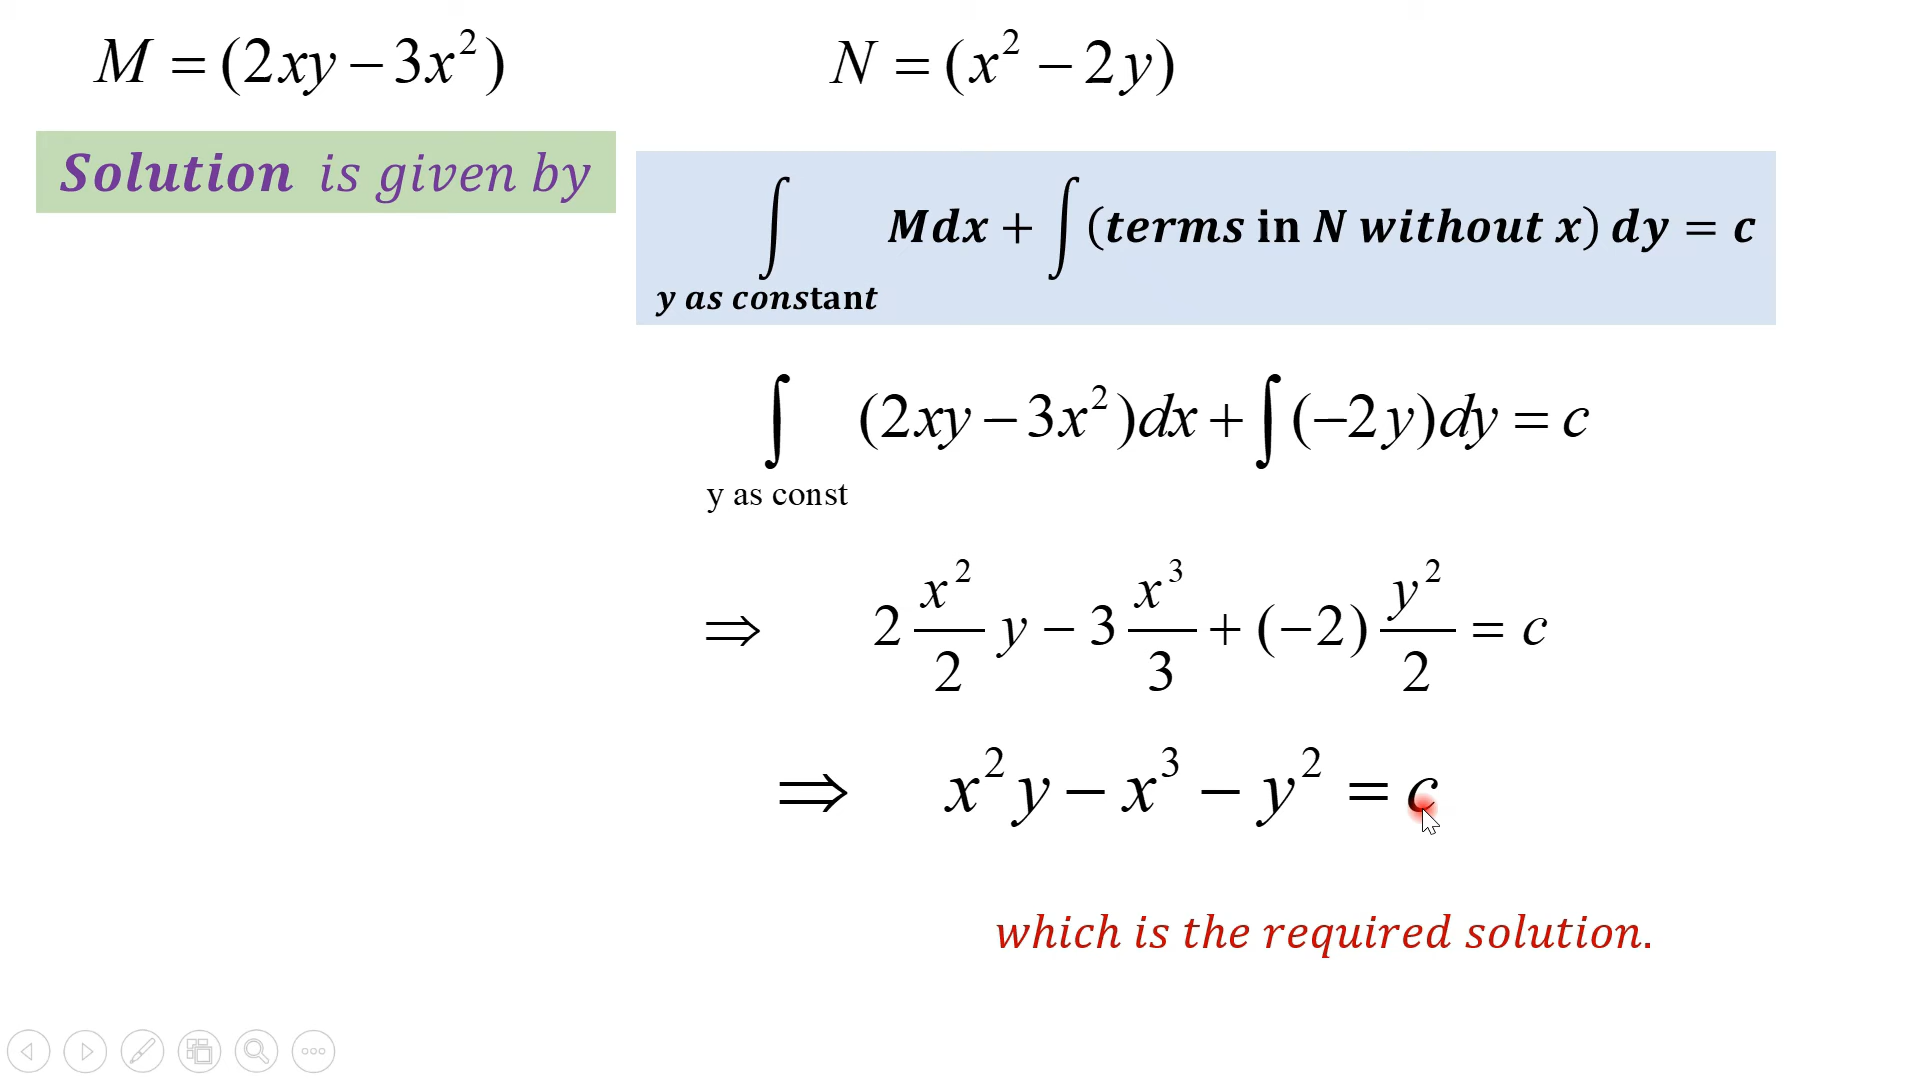 M = (2xy − 3x²) N = (x² − 2y)
Solution is given by
∫ Mdx + ∫ (terms in N without x) dy = c
y as constant
∫ (2xy − 3x²)dx + ∫ (−2y)dy = c
y as const
⇒ 2 x²/2 y − 3 x³/3 + (−2) y²/2 = c
⇒ x²y − x³ − y² = c
which is the required solution.